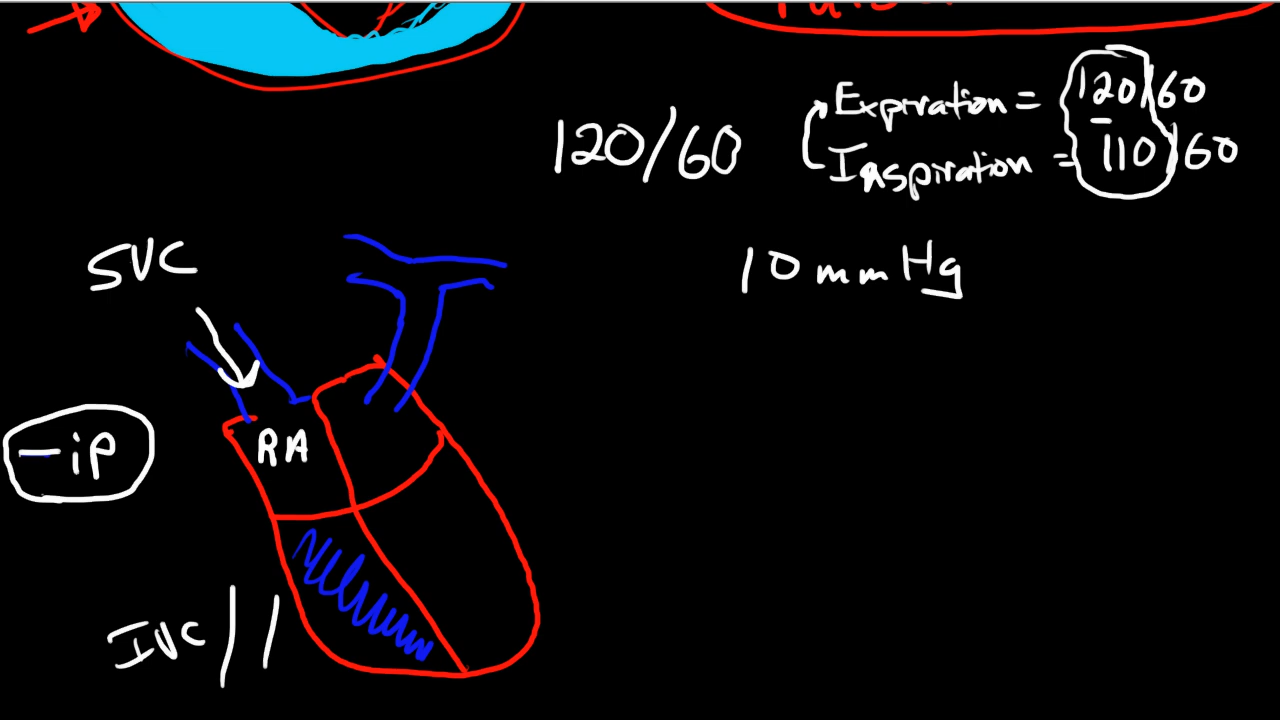 120/60
Expiration = 120/60
Inspiration = 110/60
10 mmHg
SVC
RA
-iP
IVC